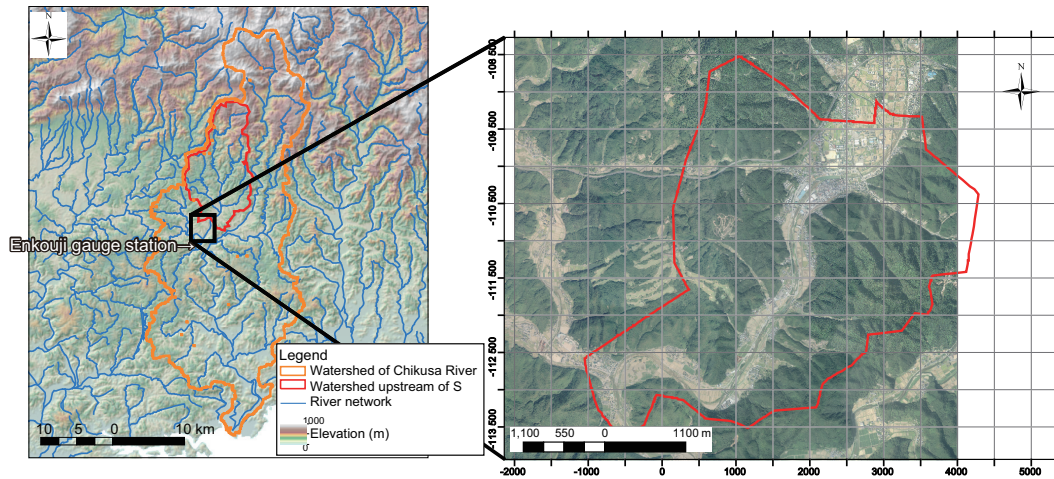 N
Enkouji gauge station→
10 5 0 10 km
Legend
Watershed of Chikusa River
Watershed upstream of S
River network
1000
Elevation (m)
0
N
-108 500
-109 500
-110 500
-111 500
-112 500
-113 500
1,100 550 0 1100 m
-2000 -1000 0 1000 2000 3000 4000 5000